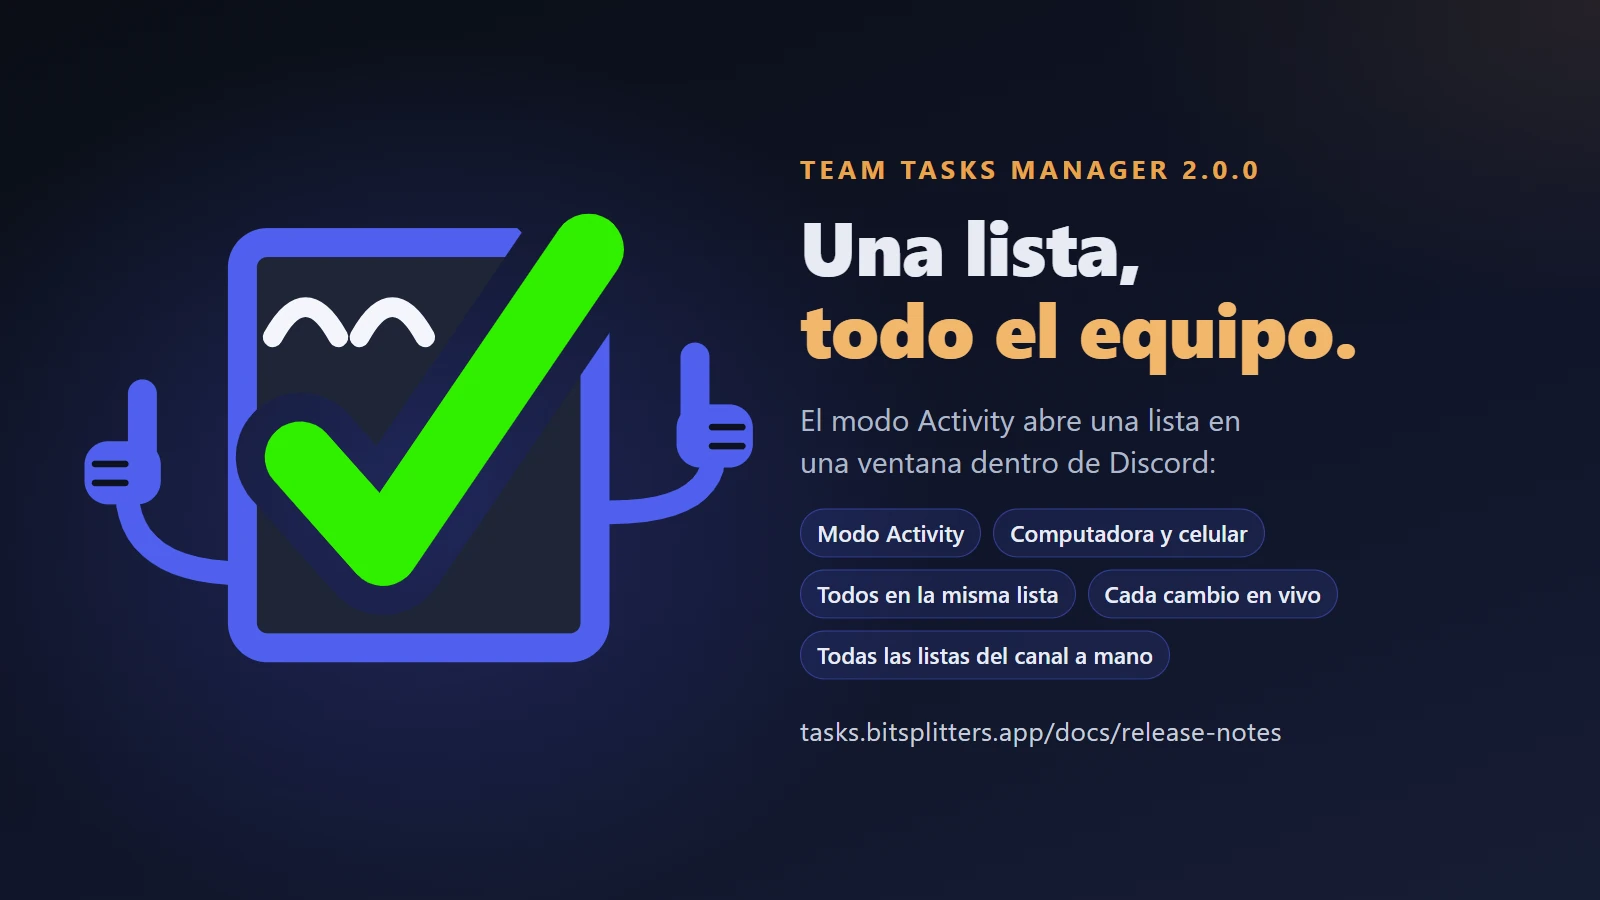 TEAM TASKS MANAGER 2.0.0
Una lista,
todo el equipo.
El modo Activity abre una lista en
una ventana dentro de Discord:
Modo Activity
Computadora y celular
Todos en la misma lista
Cada cambio en vivo
Todas las listas del canal a mano
tasks.bitsplitters.app/docs/release-notes